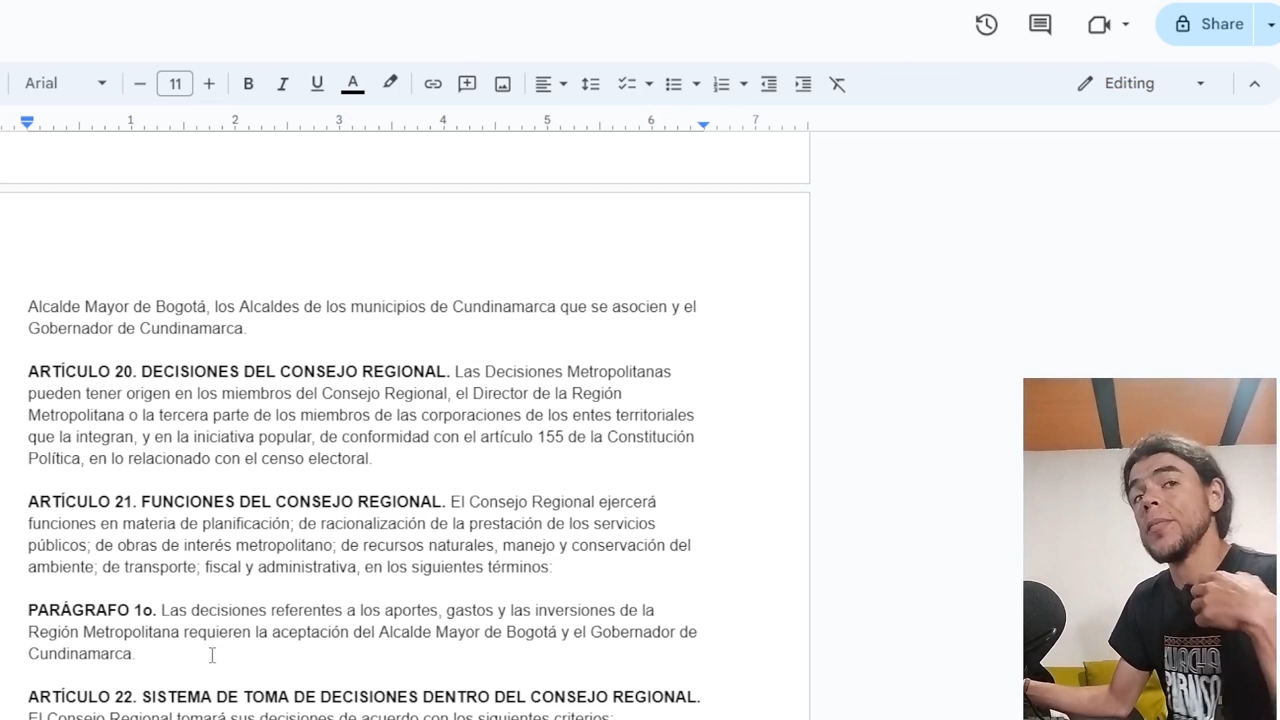 Share
Arial
11
B
I
U
A
Editing
1 2 3 4 5 6 7
Alcalde Mayor de Bogotá, los Alcaldes de los municipios de Cundinamarca que se asocien y el
Gobernador de Cundinamarca.
ARTÍCULO 20. DECISIONES DEL CONSEJO REGIONAL. Las Decisiones Metropolitanas
pueden tener origen en los miembros del Consejo Regional, el Director de la Región
Metropolitana o la tercera parte de los miembros de las corporaciones de los entes territoriales
que la integran, y en la iniciativa popular, de conformidad con el artículo 155 de la Constitución
Política, en lo relacionado con el censo electoral.
ARTÍCULO 21. FUNCIONES DEL CONSEJO REGIONAL. El Consejo Regional ejercerá
funciones en materia de planificación; de racionalización de la prestación de los servicios
públicos; de obras de interés metropolitano; de recursos naturales, manejo y conservación del
ambiente; de transporte; fiscal y administrativa, en los siguientes términos:
PARÁGRAFO 1o. Las decisiones referentes a los aportes, gastos y las inversiones de la
Región Metropolitana requieren la aceptación del Alcalde Mayor de Bogotá y el Gobernador de
Cundinamarca.
ARTÍCULO 22. SISTEMA DE TOMA DE DECISIONES DENTRO DEL CONSEJO REGIONAL.
El Consejo Regional tomará sus decisiones de acuerdo con los siguientes criterios: